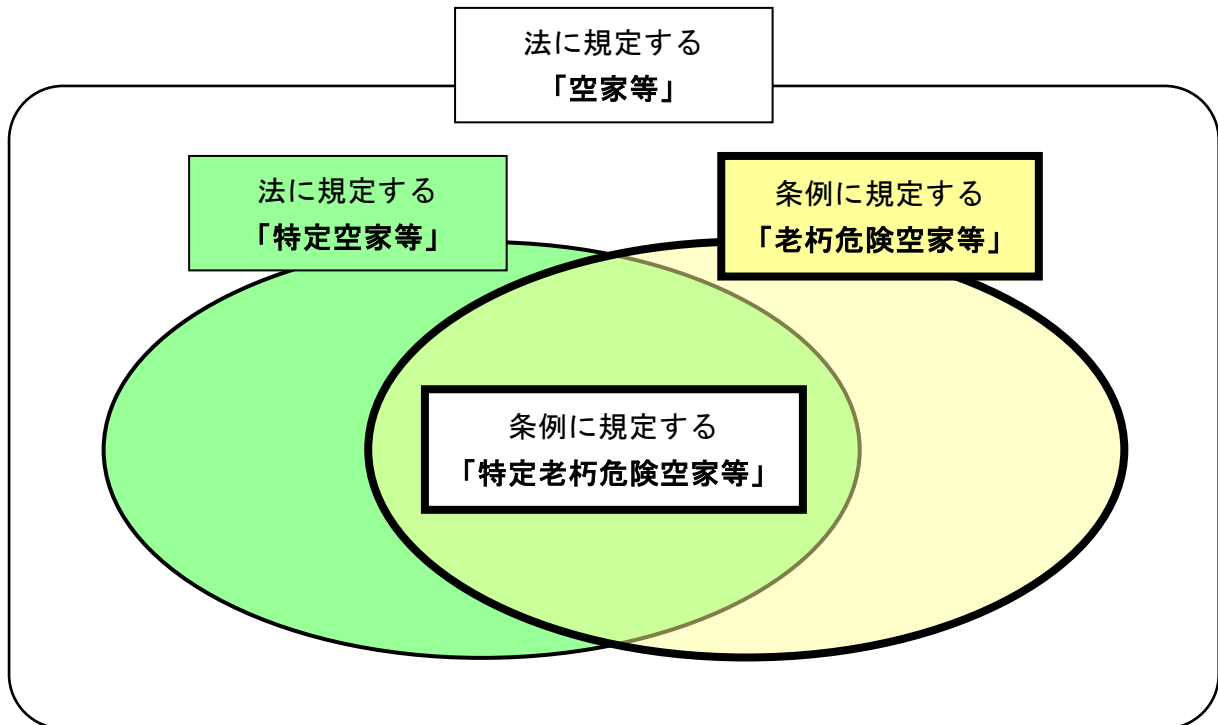 法に規定する
「空家等」
法に規定する
「特定空家等」
条例に規定する
「老朽危険空家等」
条例に規定する
「特定老朽危険空家等」